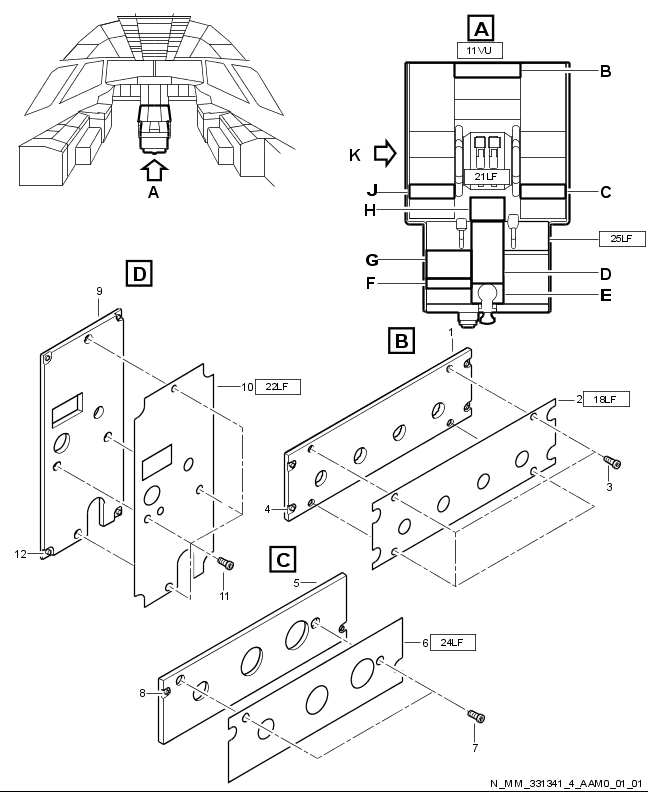 A
11VU
B
K
21LF
J
C
H
25LF
G
D
F
E
A
D
9
10 22LF
B
1
2 18LF
3
4
12
11
C
5
6 24LF
8
7
N_MM_331341_4_AAM0_01_01